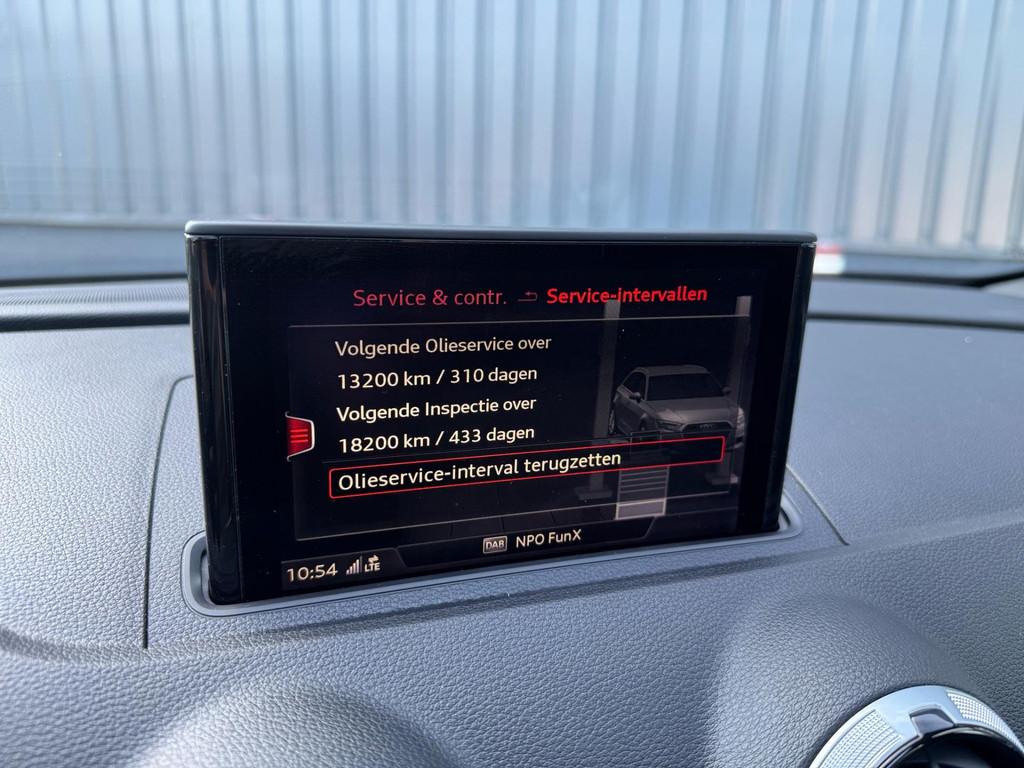 Service & contr. Service-intervallen
Volgende Olieservice over
13200 km / 310 dagen
Volgende Inspectie over
18200 km / 433 dagen
Olieservice-interval terugzetten
DAB NPO FunX
10:54 LTE